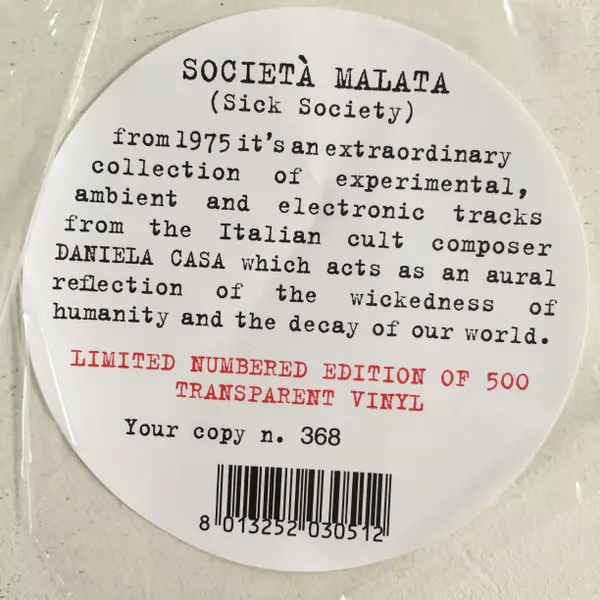 SOCIETÀ MALATA
(Sick Society)
from 1975 it's an extraordinary
collection of experimental,
ambient and electronic tracks
from the Italian cult composer
DANIELA CASA which acts as an aural
reflection of the wickedness of
humanity and the decay of our world.
LIMITED NUMBERED EDITION OF 500
TRANSPARENT VINYL
Your copy n. 368
8 013252 030512